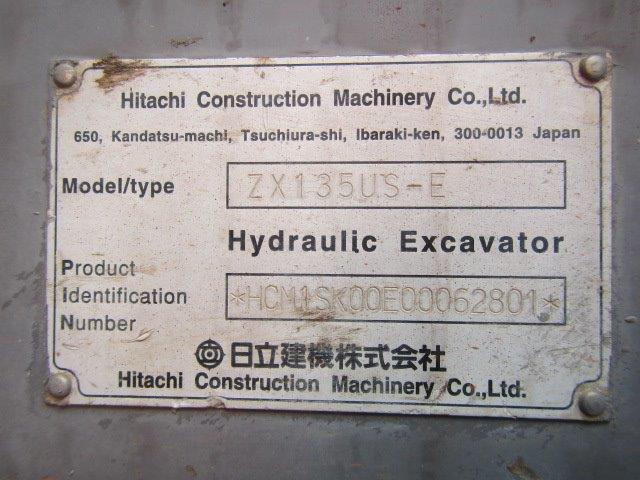 Hitachi Construction Machinery Co.,Ltd.
650, Kandatsu-machi, Tsuchiura-shi, Ibaraki-ken, 300-0013 Japan
Model/type ZX135US-E
Hydraulic Excavator
Product
Identification *HCM1SK00E00062801*
Number
日立建機株式会社
Hitachi Construction Machinery Co.,Ltd.